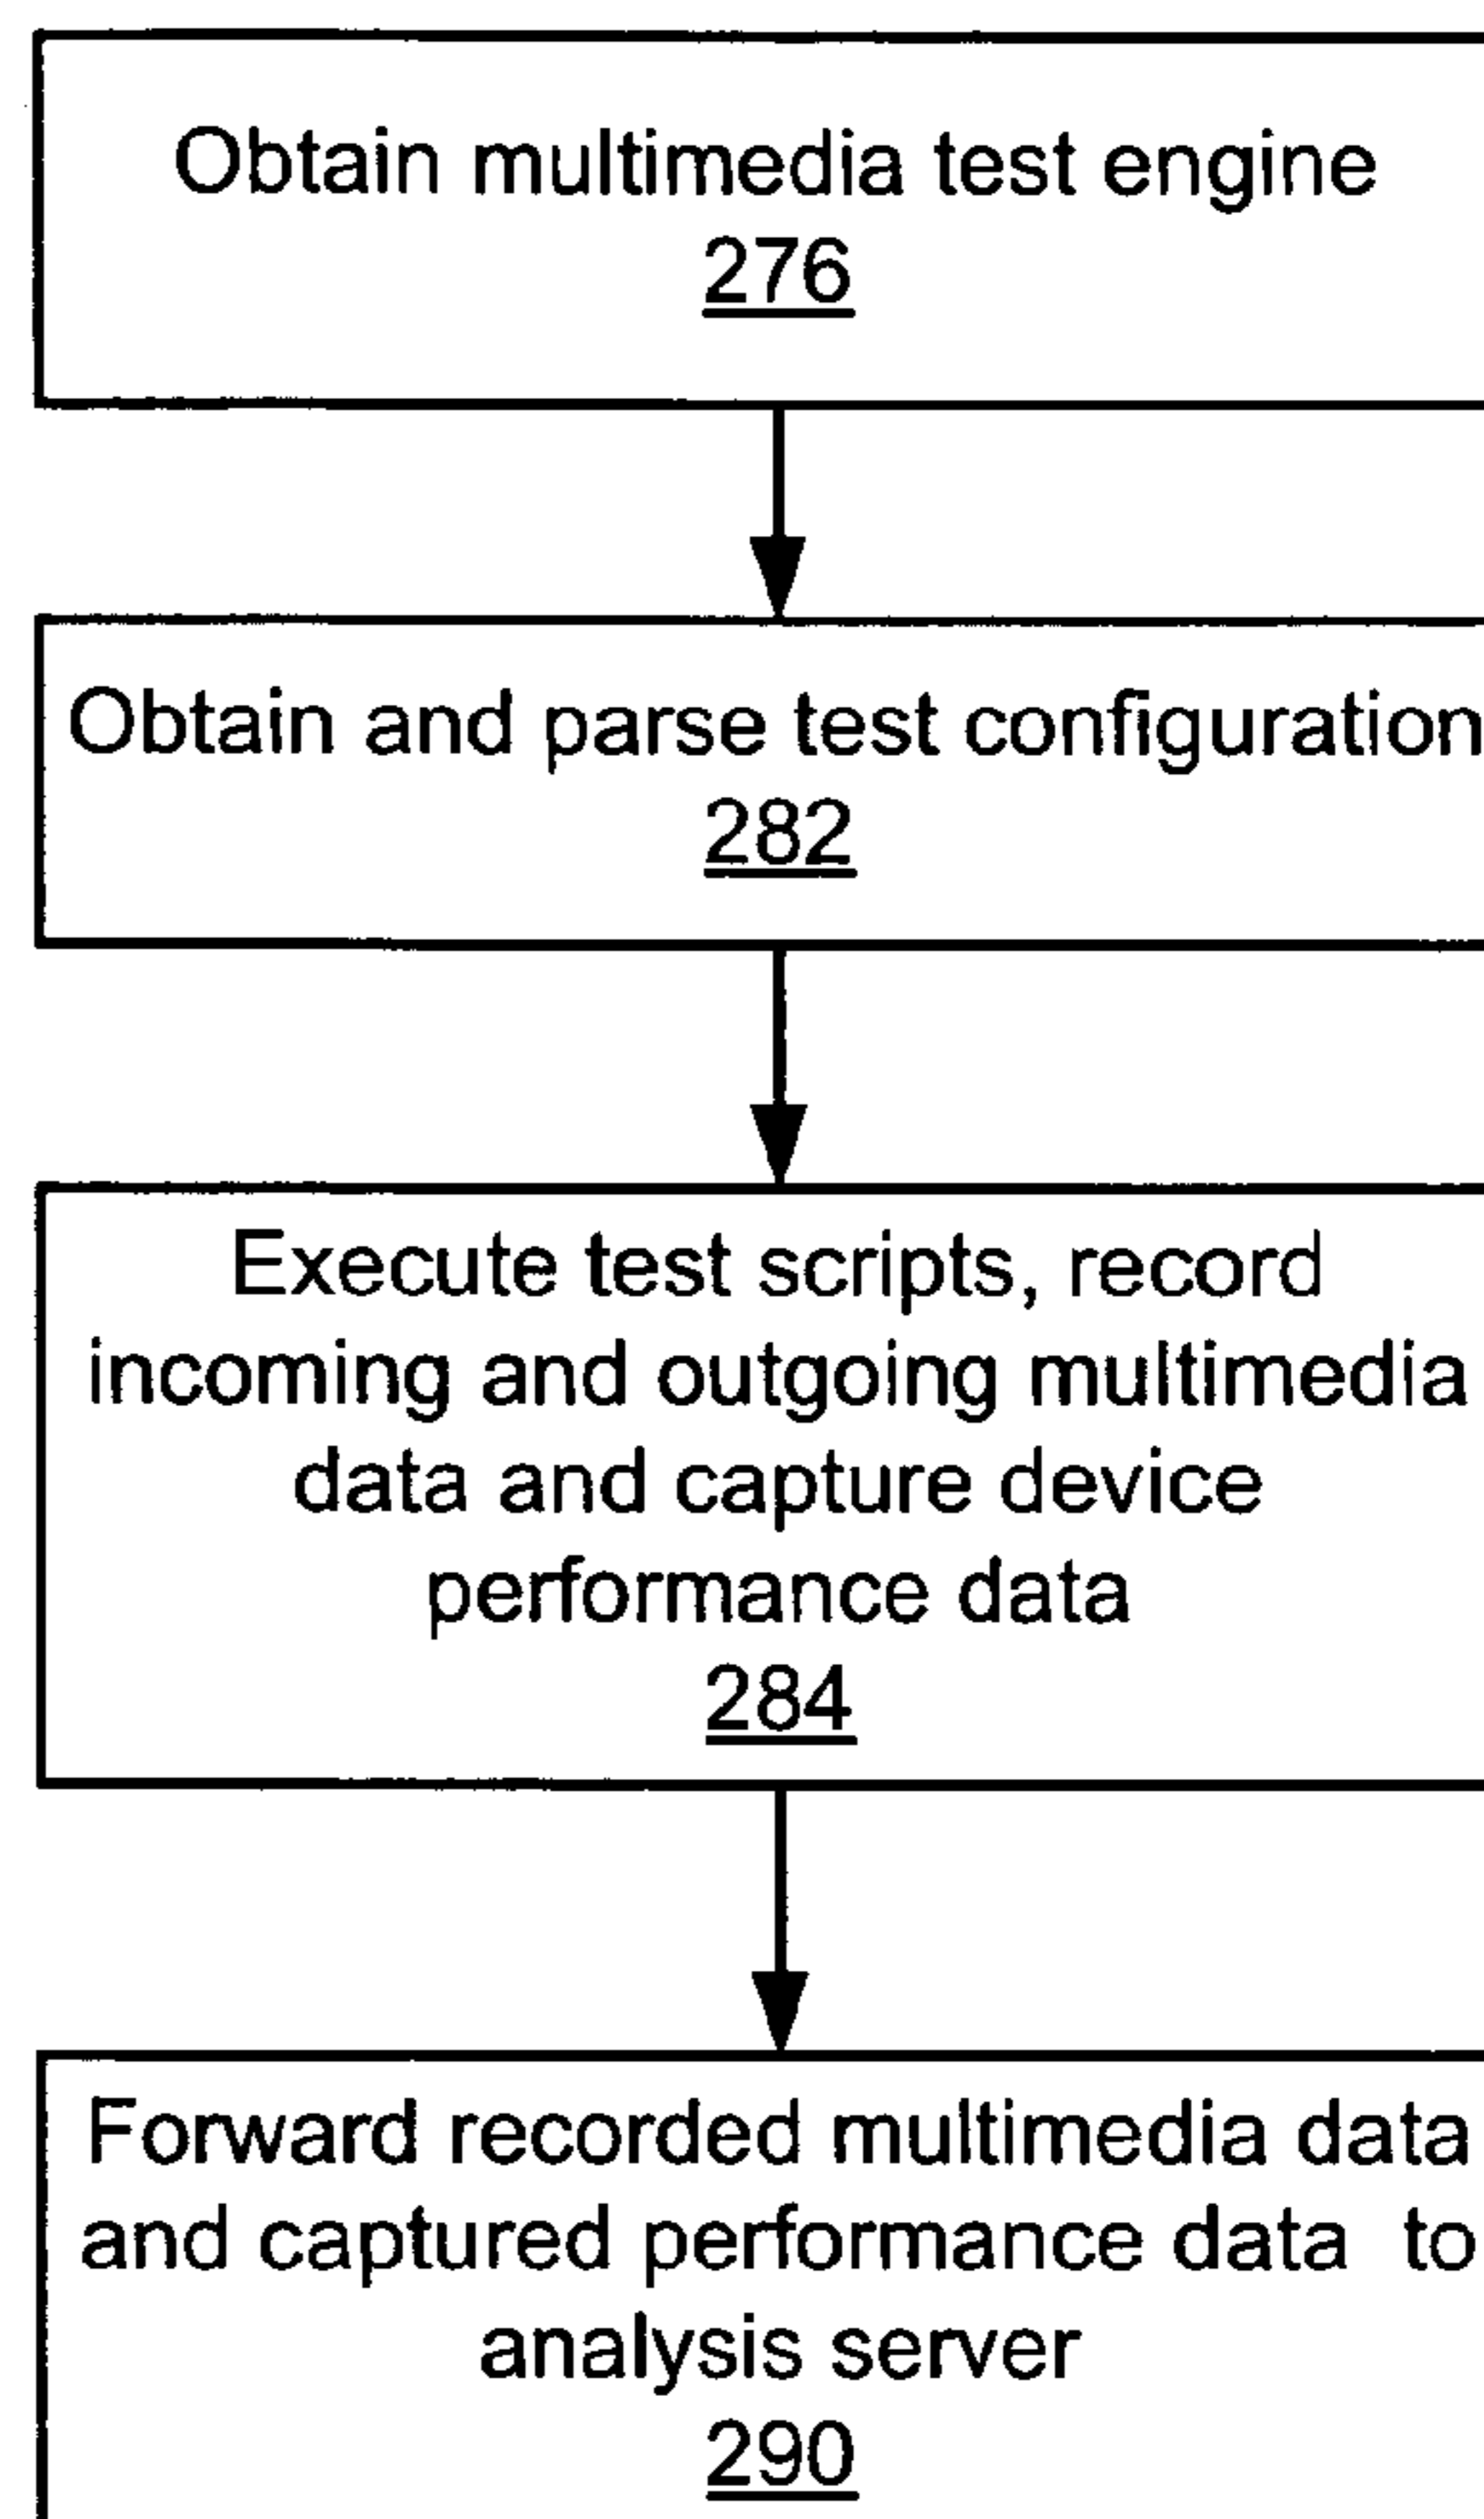 Obtain multimedia test engine
276
Obtain and parse test configuration
282
Execute test scripts, record
incoming and outgoing multimedia
data and capture device
performance data
284
Forward recorded multimedia data
and captured performance data to
analysis server
290